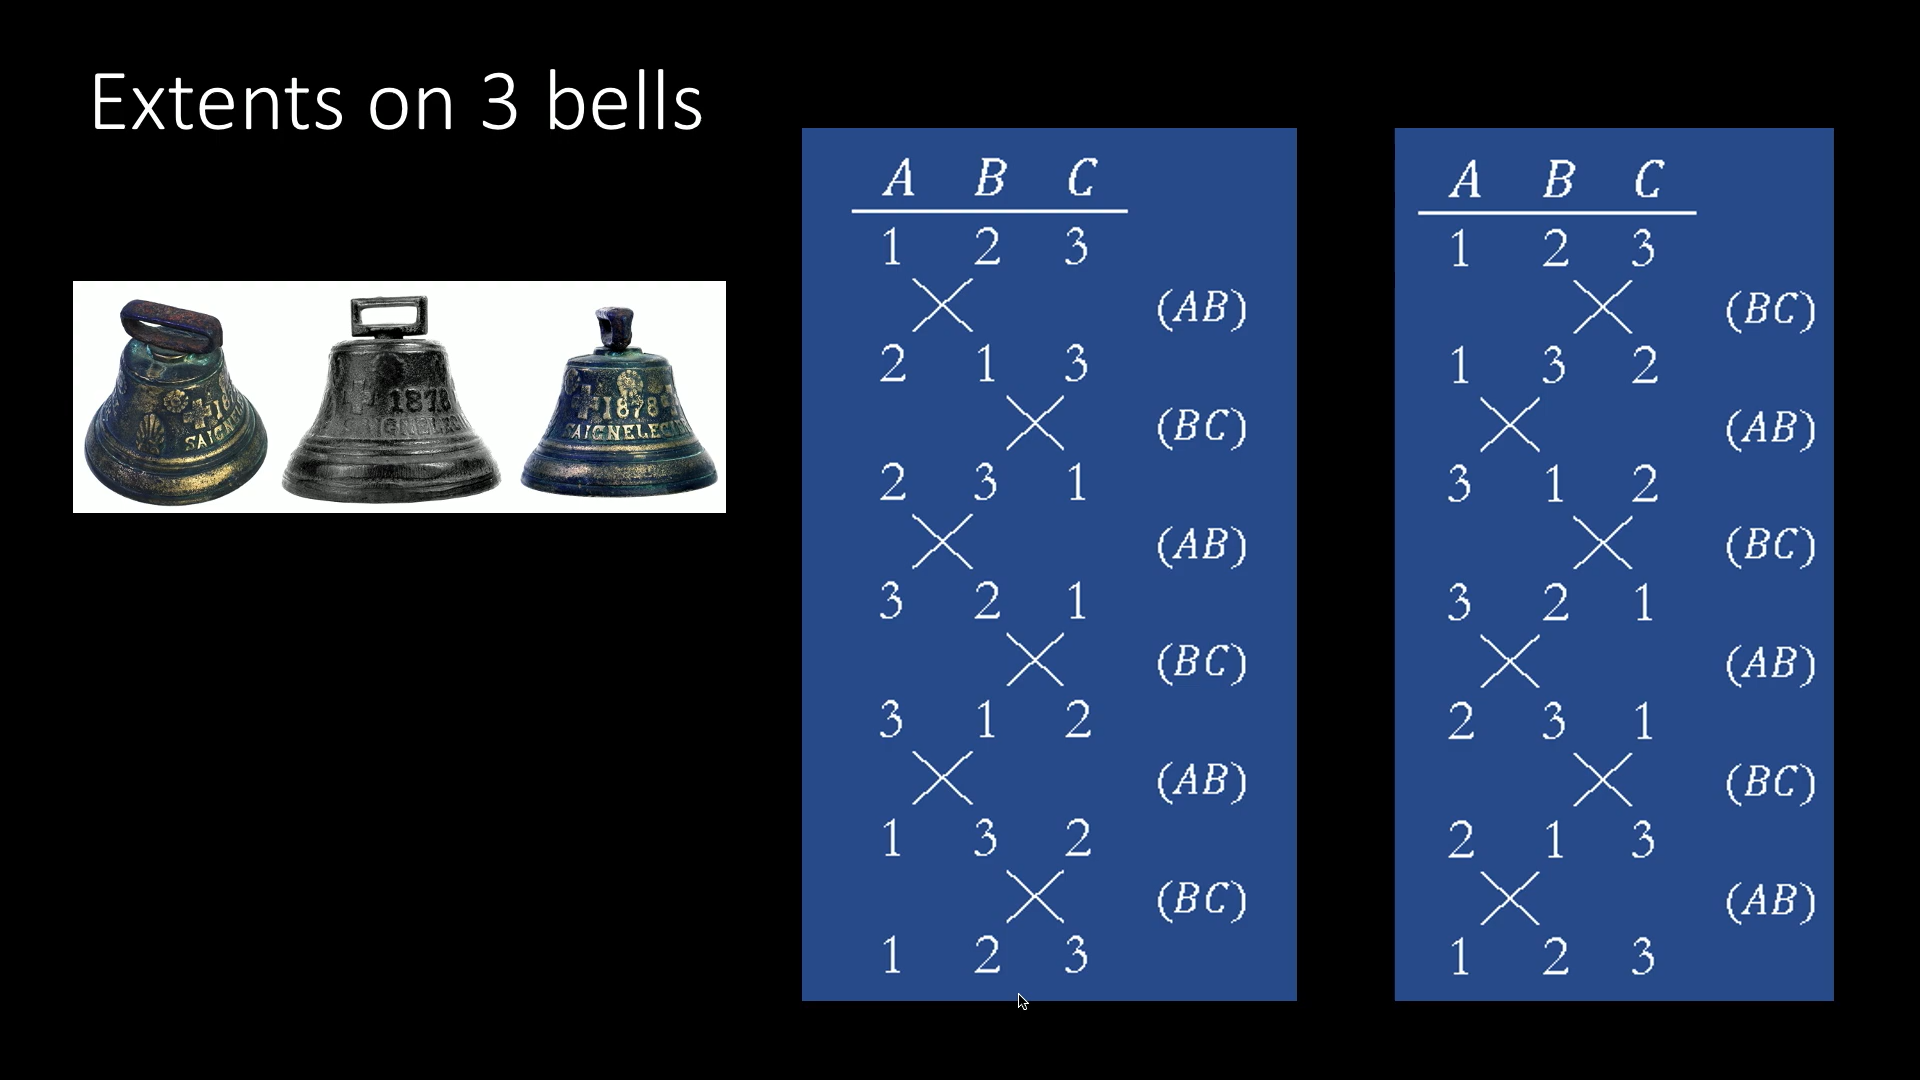 Extents on 3 bells
1878
SAIGNELEGIER
A B C
1 2 3
(AB)
2 1 3
(BC)
2 3 1
(AB)
3 2 1
(BC)
3 1 2
(AB)
1 3 2
(BC)
1 2 3
A B C
1 2 3
(BC)
1 3 2
(AB)
3 1 2
(BC)
3 2 1
(AB)
2 3 1
(BC)
2 1 3
(AB)
1 2 3